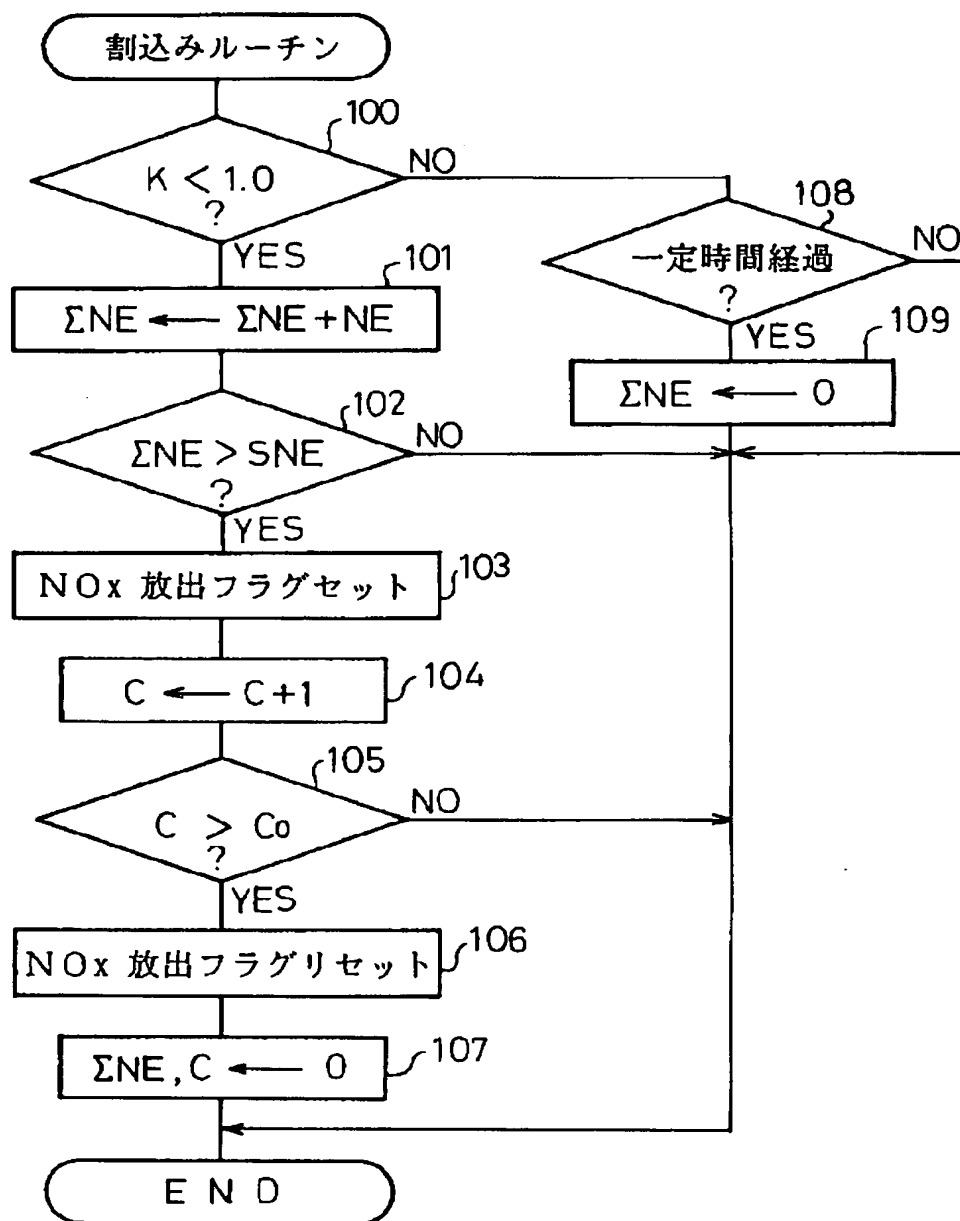 割込みルーチン
100
K < 1.0
?
NO
YES
108
一定時間経過
?
NO
YES
101
ΣNE ← ΣNE+NE
109
ΣNE ← 0
102
ΣNE > SNE
?
NO
YES
NOx 放出フラグセット
103
C ← C+1
104
105
C > Co
?
NO
YES
NOx 放出フラグリセット
106
ΣNE, C ← 0
107
END